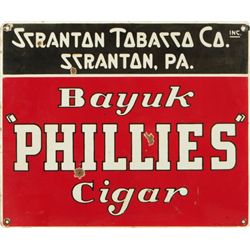 SCRANTON TOBACCO CO. INC.
SCRANTON, PA.
Bayuk
"PHILLIES"
Cigar